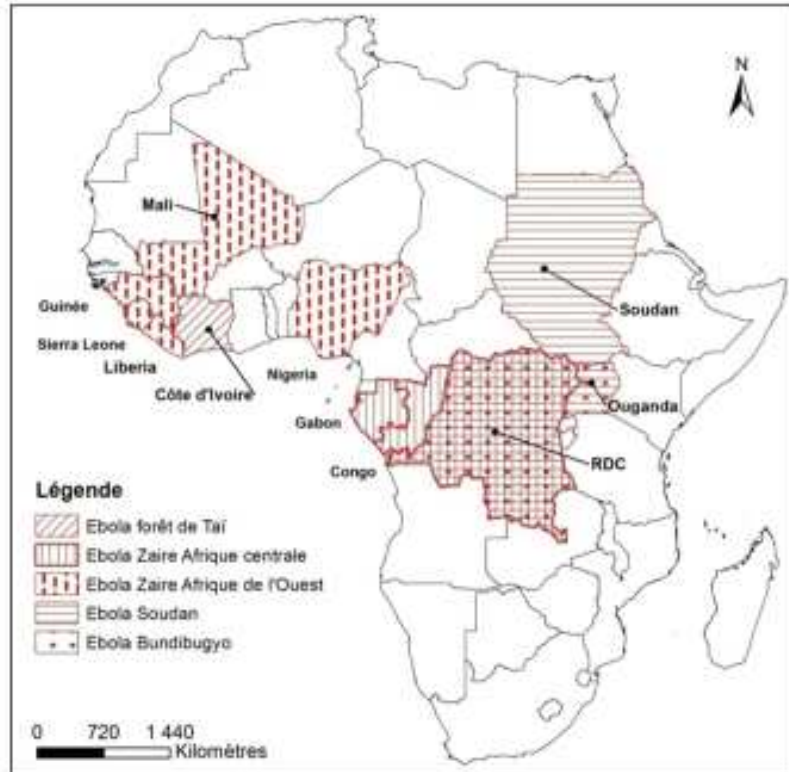 N
Mali
Guinée
Sierra Leone
Liberia
Côte d'Ivoire
Nigeria
Gabon
Congo
Soudan
Ouganda
RDC
Légende
Ebola forêt de Taï
Ebola Zaire Afrique centrale
Ebola Zaire Afrique de l'Ouest
Ebola Soudan
Ebola Bundibugyo
0 720 1 440
Kilomètres